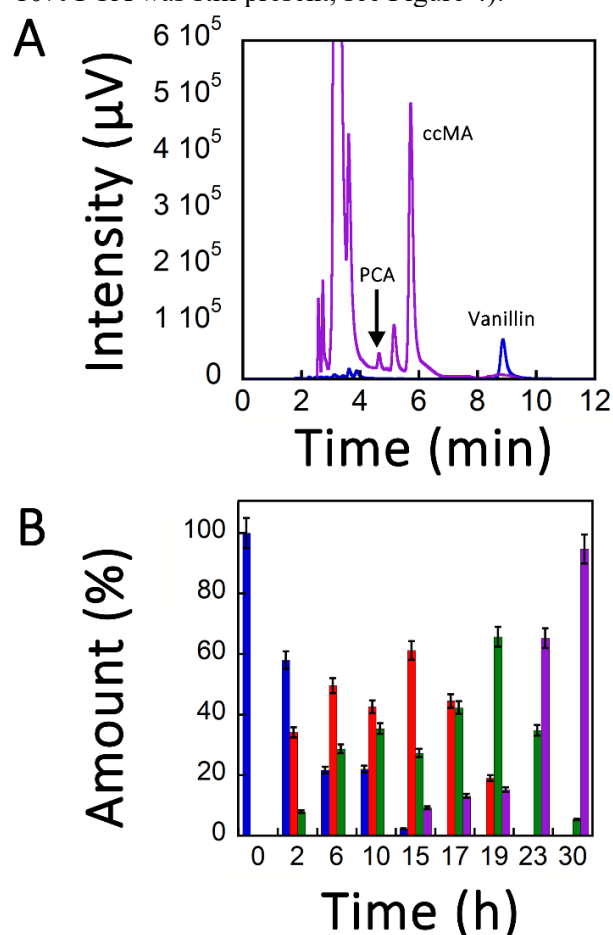 A
6 10⁵
5 10⁵
4 10⁵
3 10⁵
2 10⁵
1 10⁵
0
Intensity (µV)
ccMA
PCA
Vanillin
0 2 4 6 8 10 12
Time (min)
B
100
80
60
40
20
0
Amount (%)
0 2 6 10 15 17 19 23 30
Time (h)